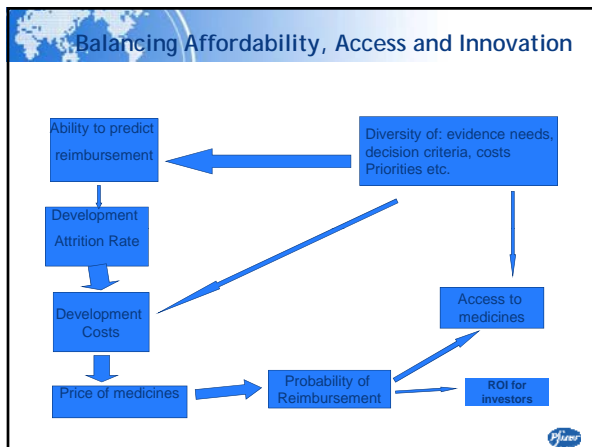 Balancing Affordability, Access and Innovation
Ability to predict
reimbursement
Diversity of: evidence needs,
decision criteria, costs
Priorities etc.
Development
Attrition Rate
Development
Costs
Access to
medicines
Price of medicines
Probability of
Reimbursement
ROI for
investors
Pfizer